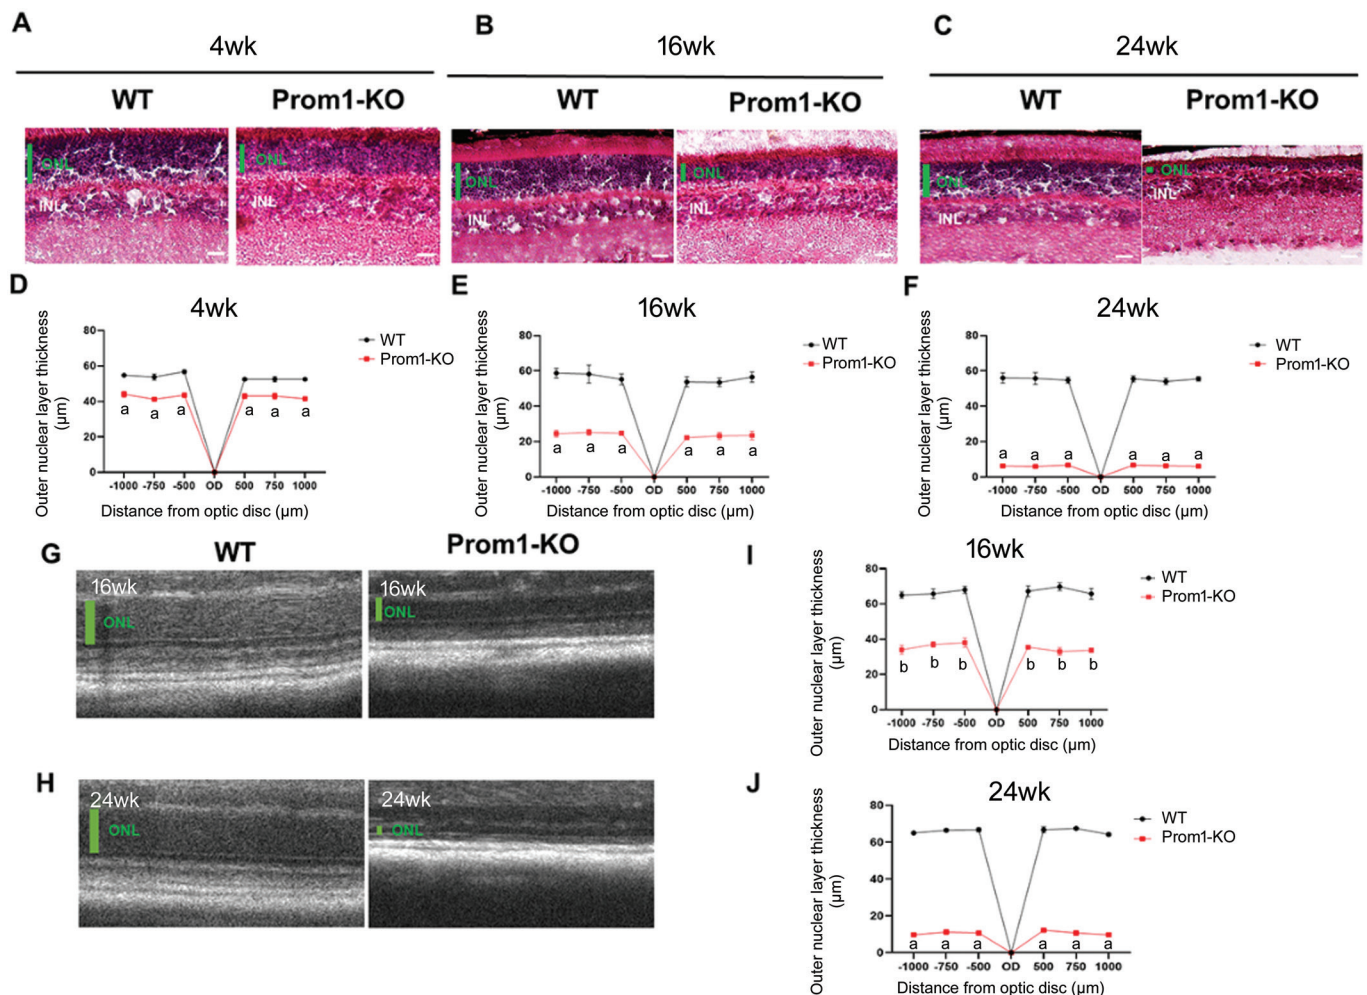 A
4wk
WT
Prom1-KO
ONL
INL
ONL
INL
B
16wk
WT
Prom1-KO
ONL
INL
ONL
INL
C
24wk
WT
Prom1-KO
ONL
INL
ONL
INL
D
4wk
Outer nuclear layer thickness
(μm)
80
60
40
20
0
a a a a a a
-1000 -750 -500 OD 500 750 1000
Distance from optic disc (μm)
WT
Prom1-KO
E
16wk
Outer nuclear layer thickness
(μm)
80
60
40
20
0
a a a a a a
-1000 -750 -500 OD 500 750 1000
Distance from optic disc (μm)
WT
Prom1-KO
F
24wk
Outer nuclear layer thickness
(μm)
80
60
40
20
0
a a a a a a
-1000 -750 -500 OD 500 750 1000
Distance from optic disc (μm)
WT
Prom1-KO
G
WT
Prom1-KO
16wk
ONL
16wk
ONL
I
16wk
Outer nuclear layer thickness
(μm)
80
60
40
20
0
b b b b b b
-1000 -750 -500 OD 500 750 1000
Distance from optic disc (μm)
WT
Prom1-KO
H
24wk
ONL
24wk
ONL
J
24wk
Outer nuclear layer thickness
(μm)
80
60
40
20
0
a a a a a a
-1000 -750 -500 OD 500 750 1000
Distance from optic disc (μm)
WT
Prom1-KO